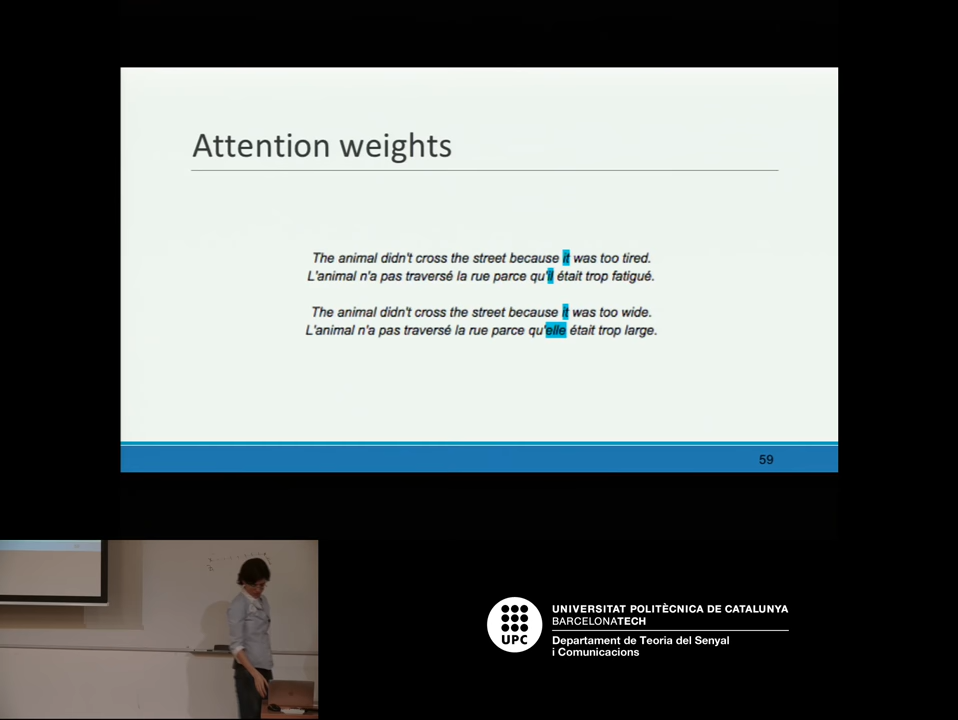 Attention weights
The animal didn't cross the street because it was too tired.
L'animal n'a pas traversé la rue parce qu'il était trop fatigué.
The animal didn't cross the street because it was too wide.
L'animal n'a pas traversé la rue parce qu'elle était trop large.
59
UPC
UNIVERSITAT POLITÈCNICA DE CATALUNYA
BARCELONATECH
Departament de Teoria del Senyal
i Comunicacions